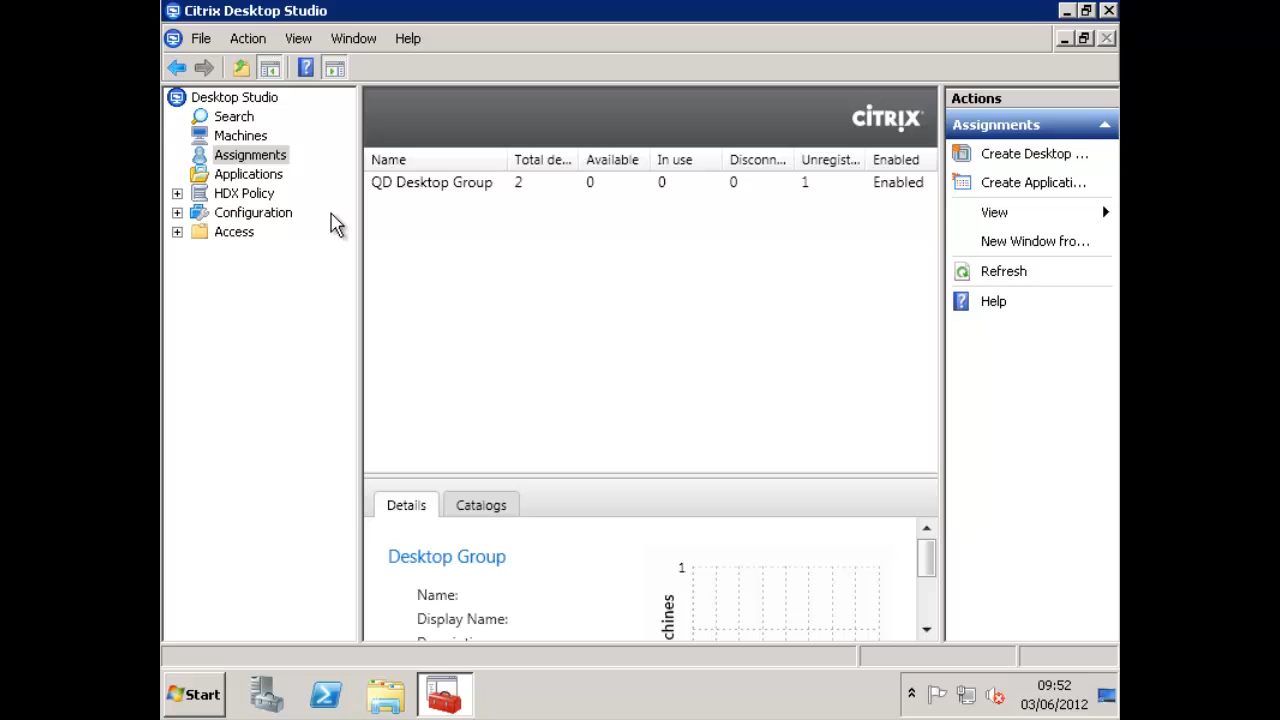 Citrix Desktop Studio
File Action View Window Help
Desktop Studio
Search
Machines
Assignments
Applications
HDX Policy
Configuration
Access
CİTRIX
Name Total de... Available In use Disconn... Unregist... Enabled
QD Desktop Group 2 0 0 0 1 Enabled
Details Catalogs
Desktop Group
Name:
Display Name:
1
chines
Actions
Assignments
Create Desktop ...
Create Applicati...
View
New Window fro...
Refresh
Help
Start
09:52
03/06/2012